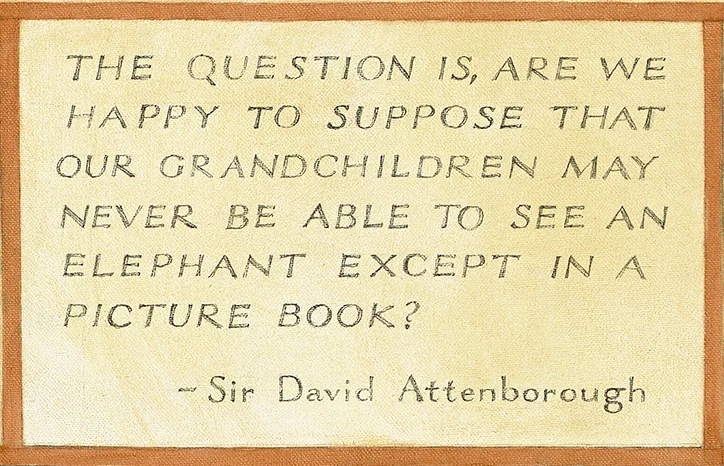 THE QUESTION IS, ARE WE
HAPPY TO SUPPOSE THAT
OUR GRANDCHILDREN MAY
NEVER BE ABLE TO SEE AN
ELEPHANT EXCEPT IN A
PICTURE BOOK?
- Sir David Attenborough